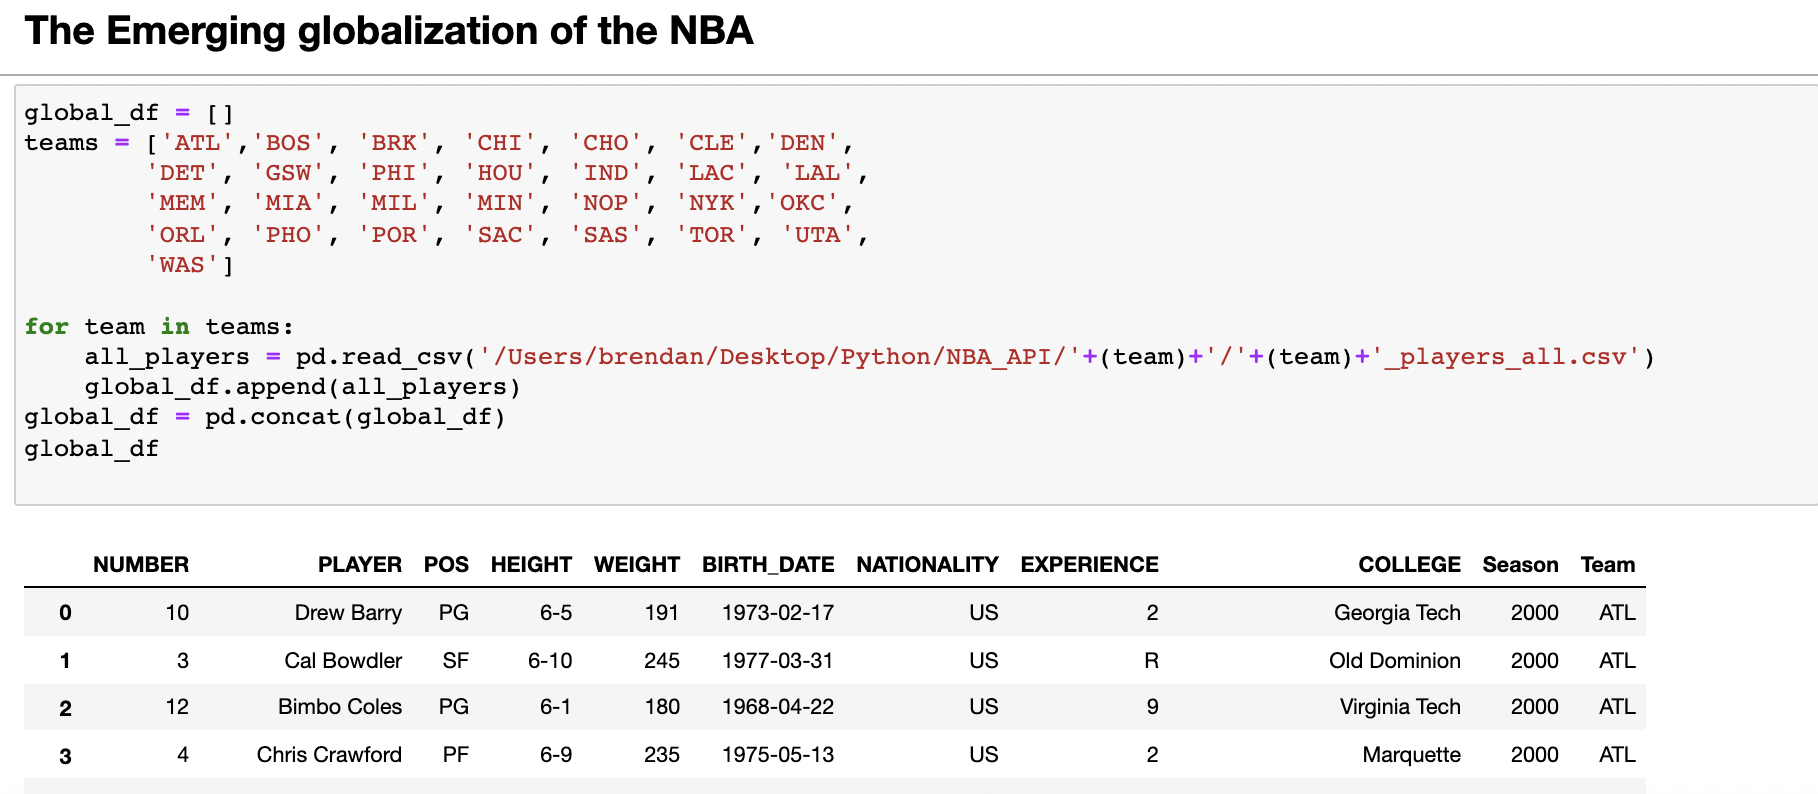 The Emerging globalization of the NBA
global_df = []
teams = ['ATL','BOS', 'BRK', 'CHI', 'CHO', 'CLE','DEN',
'DET', 'GSW', 'PHI', 'HOU', 'IND', 'LAC', 'LAL',
'MEM', 'MIA', 'MIL', 'MIN', 'NOP', 'NYK','OKC',
'ORL', 'PHO', 'POR', 'SAC', 'SAS', 'TOR', 'UTA',
'WAS']
for team in teams:
all_players = pd.read_csv('/Users/brendan/Desktop/Python/NBA_API/'+(team)+'/'+(team)+'_players_all.csv')
global_df.append(all_players)
global_df = pd.concat(global_df)
global_df
NUMBER PLAYER POS HEIGHT WEIGHT BIRTH_DATE NATIONALITY EXPERIENCE COLLEGE Season Team
0 10 Drew Barry PG 6-5 191 1973-02-17 US 2 Georgia Tech 2000 ATL
1 3 Cal Bowdler SF 6-10 245 1977-03-31 US R Old Dominion 2000 ATL
2 12 Bimbo Coles PG 6-1 180 1968-04-22 US 9 Virginia Tech 2000 ATL
3 4 Chris Crawford PF 6-9 235 1975-05-13 US 2 Marquette 2000 ATL